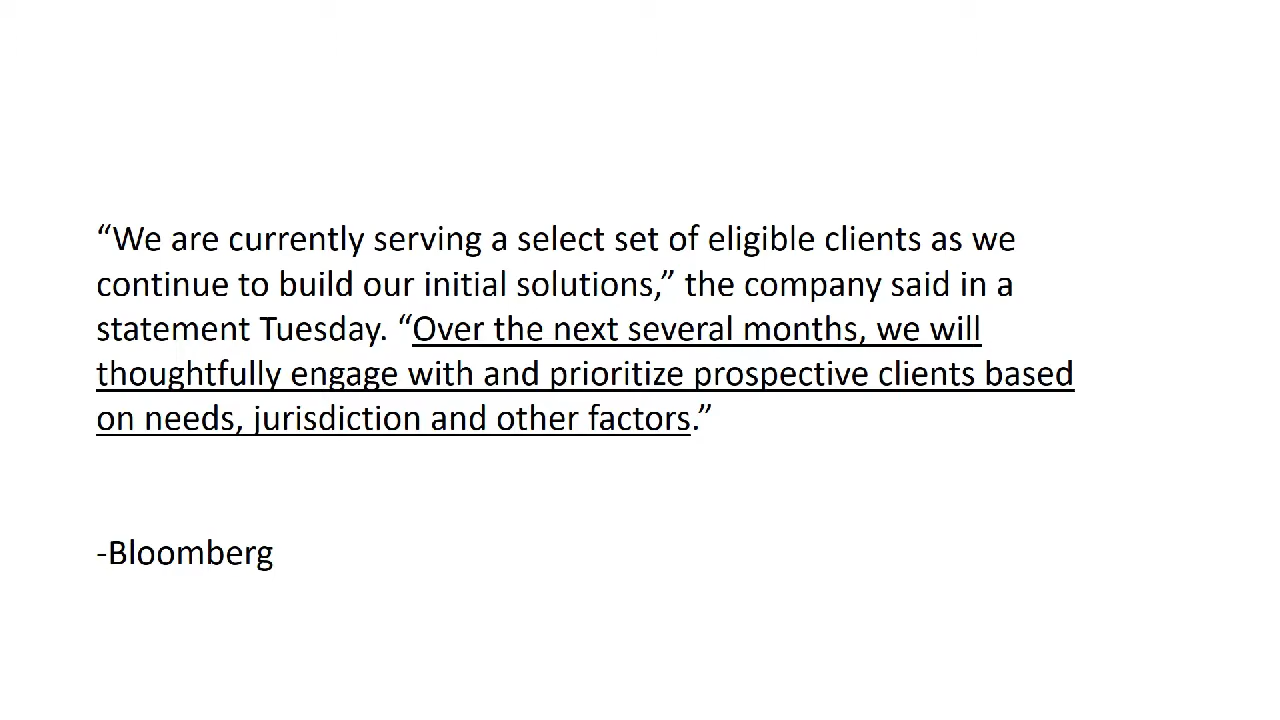 “We are currently serving a select set of eligible clients as we
continue to build our initial solutions,” the company said in a
statement Tuesday. “Over the next several months, we will
thoughtfully engage with and prioritize prospective clients based
on needs, jurisdiction and other factors.”
-Bloomberg